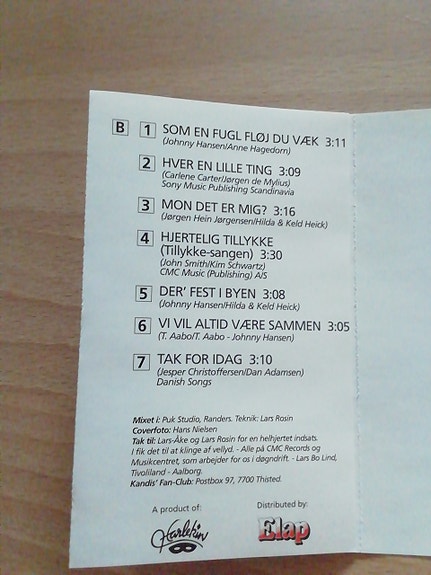 B 1 SOM EN FUGL FLØJ DU VÆK 3:11
(Johnny Hansen/Anne Hagedorn)
2 HVER EN LILLE TING 3:09
(Carlene Carter/Jørgen de Mylius)
Sony Music Publishing Scandinavia
3 MON DET ER MIG? 3:16
(Jørgen Hein Jørgensen/Hilda & Keld Heick)
4 HJERTELIG TILLYKKE
(Tillykke-sangen) 3:30
(John Smith/Kim Schwartz)
CMC Music (Publishing) A/S
5 DER' FEST I BYEN 3:08
(Johnny Hansen/Hilda & Keld Heick)
6 VI VIL ALTID VÆRE SAMMEN 3:05
(T. Aabo/T. Aabo - Johnny Hansen)
7 TAK FOR IDAG 3:10
(Jesper Christoffersen/Dan Adamsen)
Danish Songs
Mixet i: Puk Studio, Randers. Teknik: Lars Rosin
Coverfoto: Hans Nielsen
Tak til: Lars-Åke og Lars Rosin for en helhjertet indsats.
I fik det til at klinge af vellyd. - Alle på CMC Records og
Musikcentret, som arbejder for os i døgndrift. - Lars Bo Lind,
Tivoliland - Aalborg.
Kandis' Fan-Club: Postbox 97, 7700 Thisted.
A product of: Distributed by:
Harlekin Elap